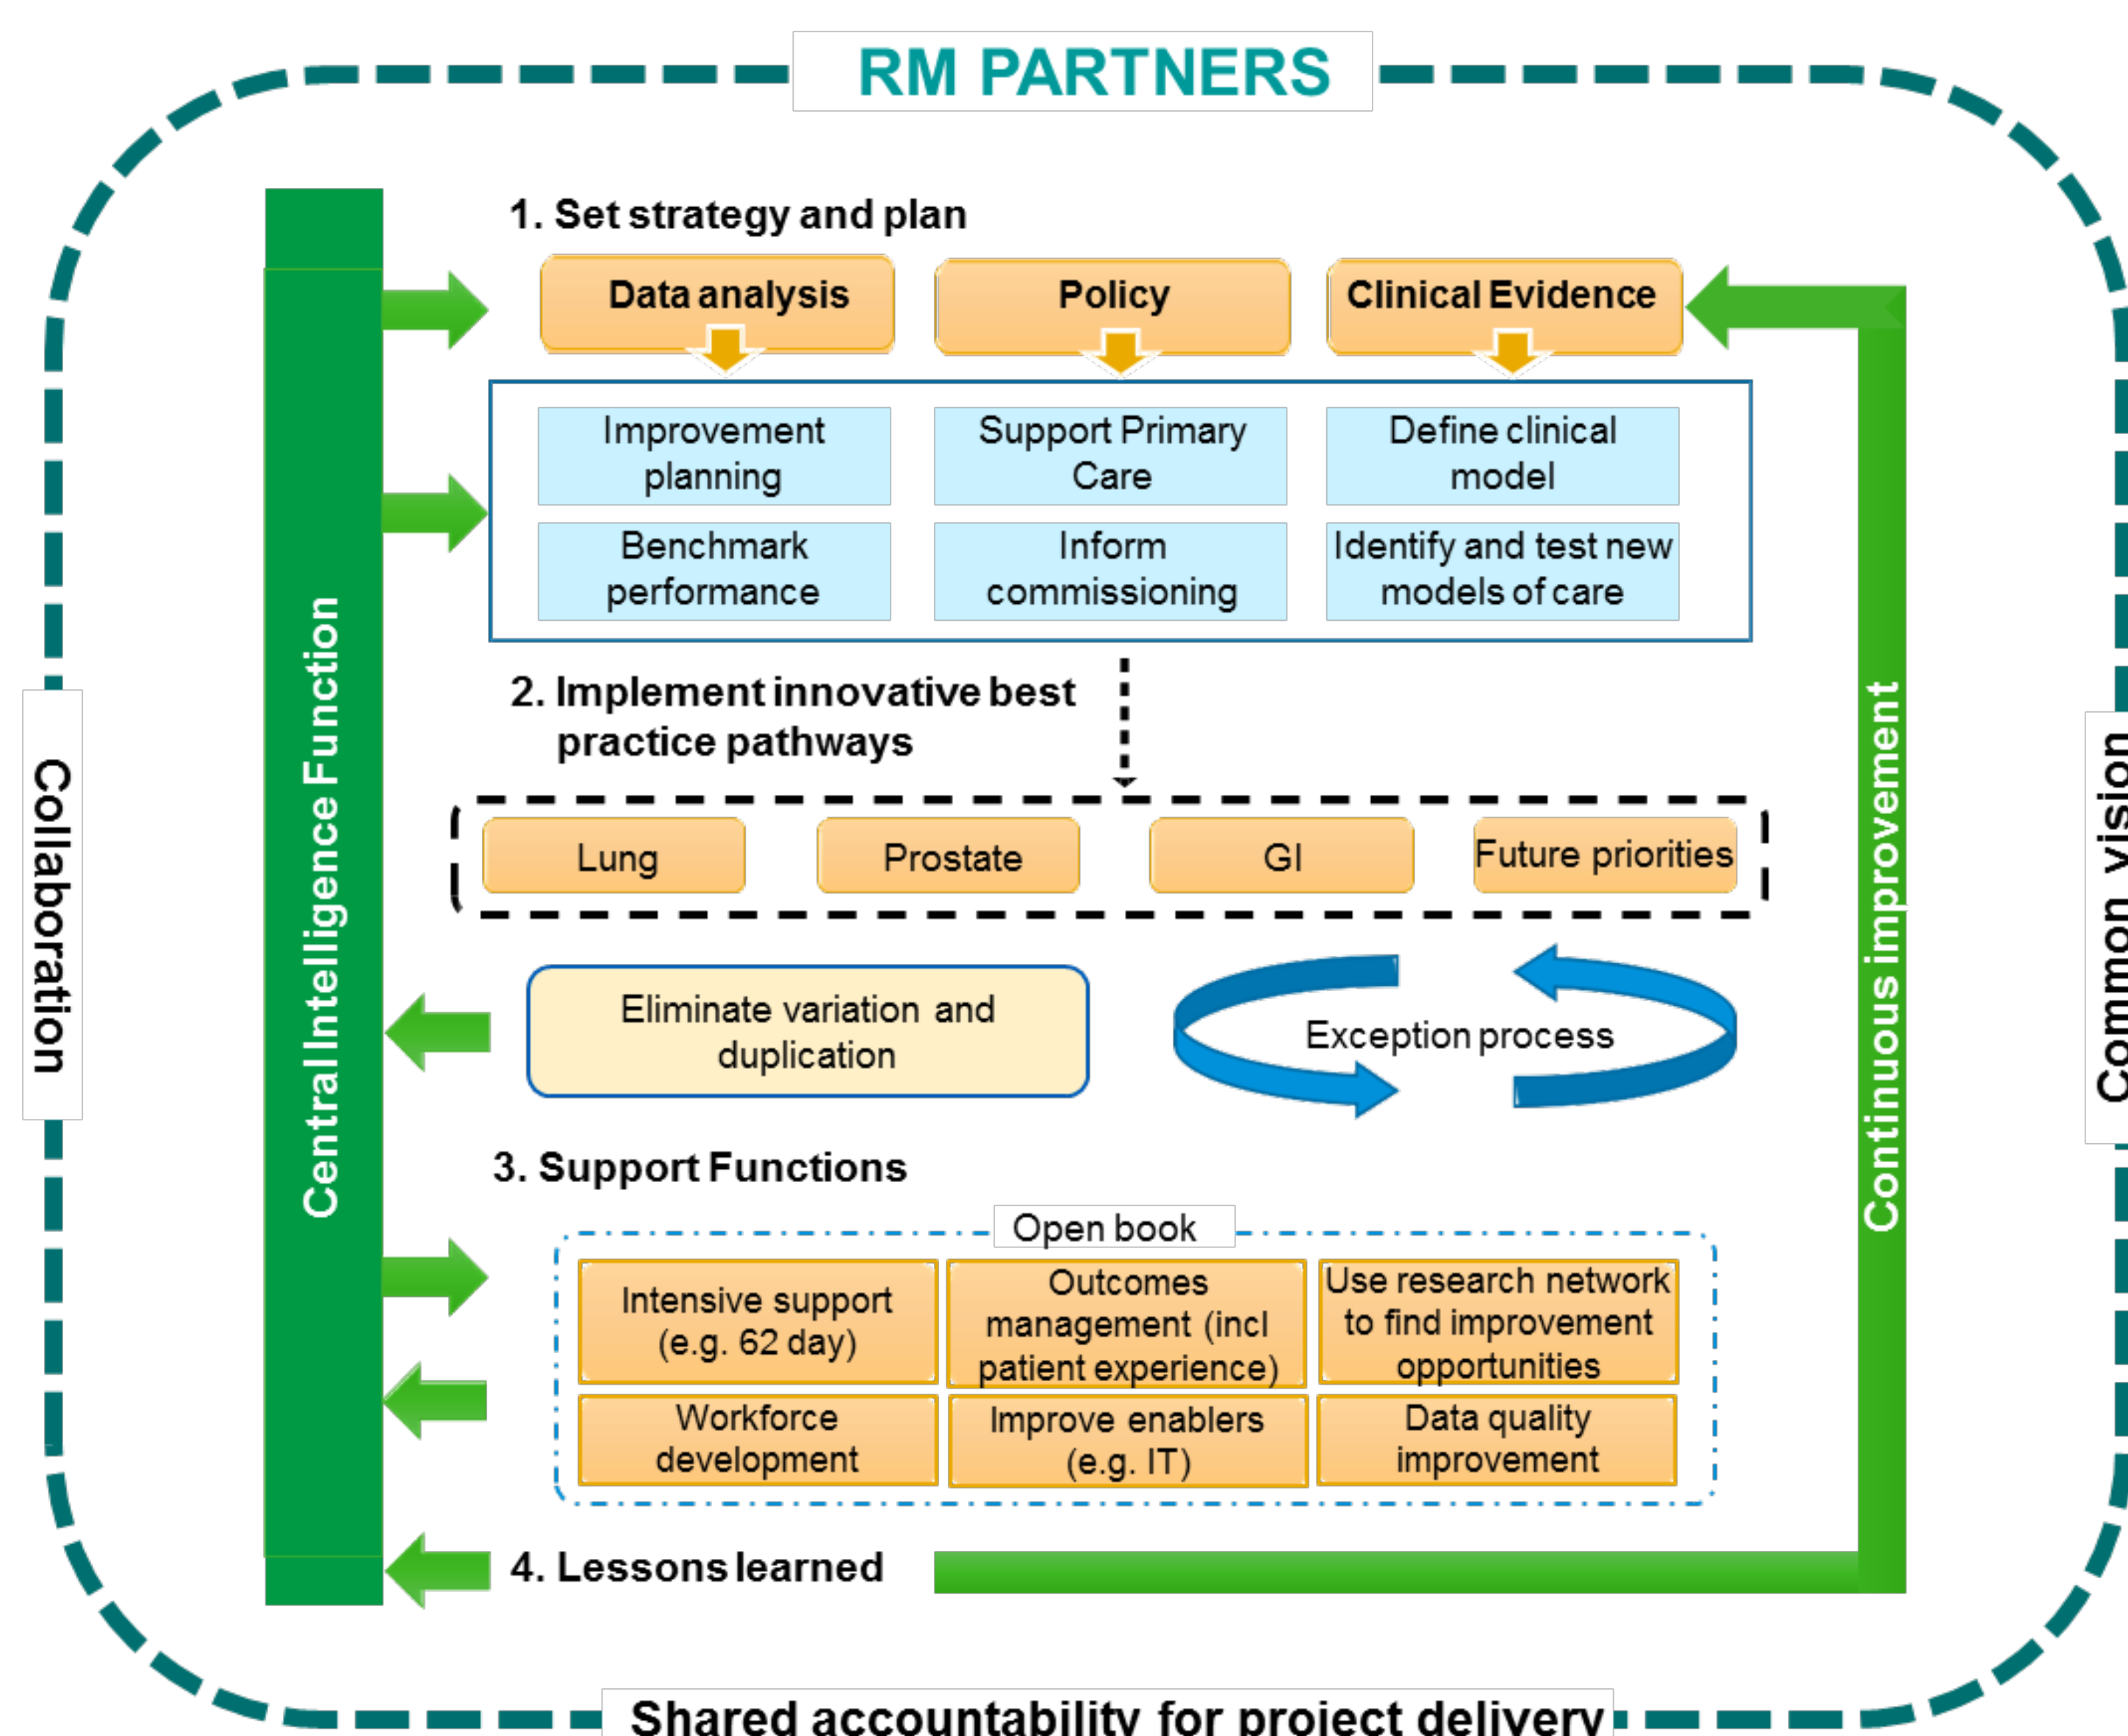 RM PARTNERS
1. Set strategy and plan
Data analysis
Policy
Clinical Evidence
Improvement
planning
Support Primary
Care
Define clinical
model
Benchmark
performance
Inform
commissioning
Identify and test new
models of care
2. Implement innovative best
practice pathways
Lung
Prostate
GI
Future priorities
Eliminate variation and
duplication
Exception process
3. Support Functions
Open book
Intensive support
(e.g. 62 day)
Outcomes
management (incl
patient experience)
Use research network
to find improvement
opportunities
Workforce
development
Improve enablers
(e.g. IT)
Data quality
improvement
4. Lessons learned
Central Intelligence Function
Continuous improvement
Collaboration
Common vision
Shared accountability for project delivery